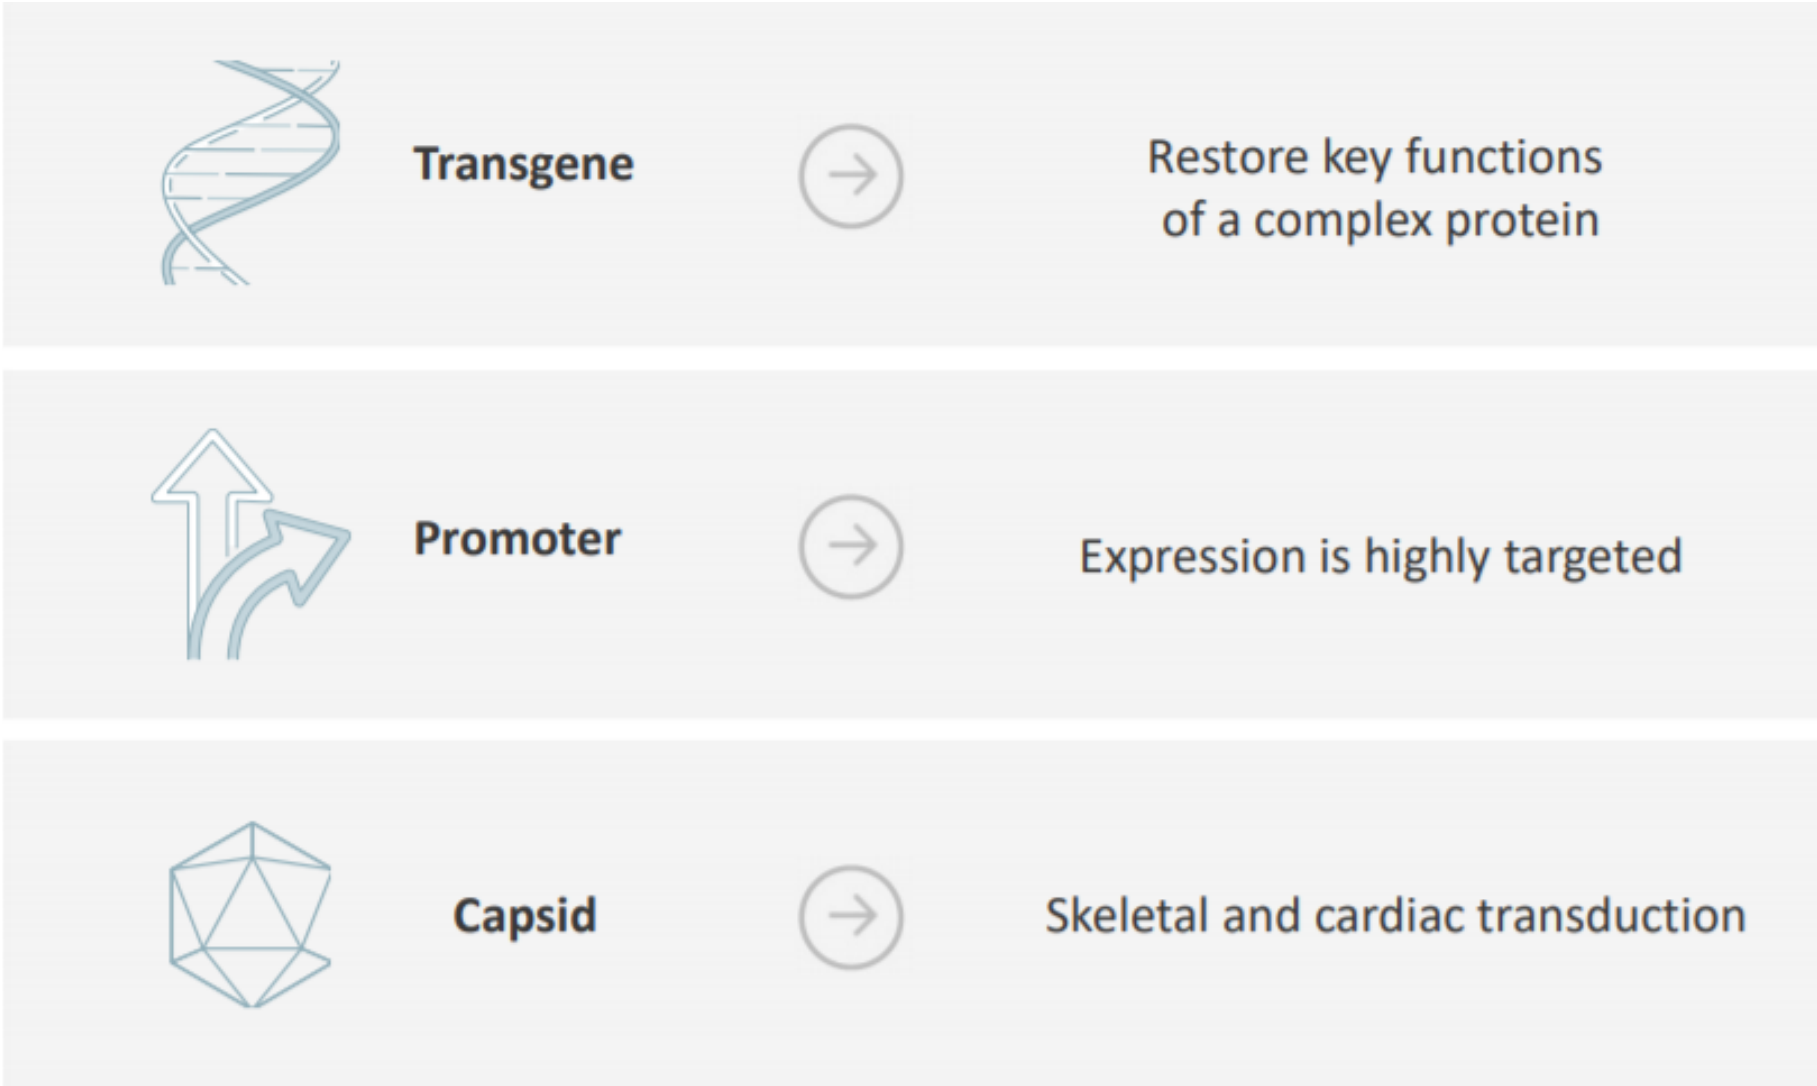 Transgene
Restore key functions
of a complex protein
Promoter
Expression is highly targeted
Capsid
Skeletal and cardiac transduction